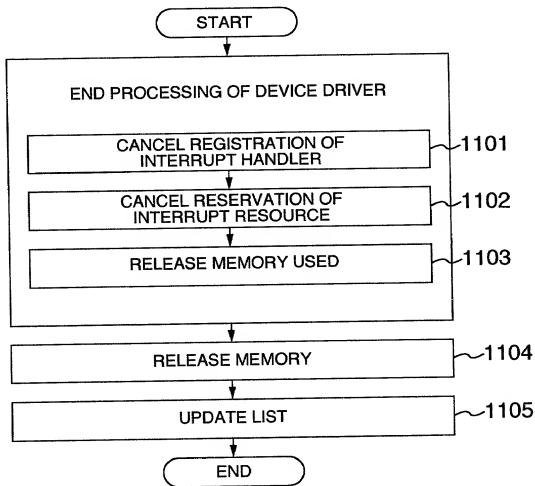 START
END PROCESSING OF DEVICE DRIVER
CANCEL REGISTRATION OF
INTERRUPT HANDLER
1101
CANCEL RESERVATION OF
INTERRUPT RESOURCE
1102
RELEASE MEMORY USED
1103
RELEASE MEMORY
1104
UPDATE LIST
1105
END